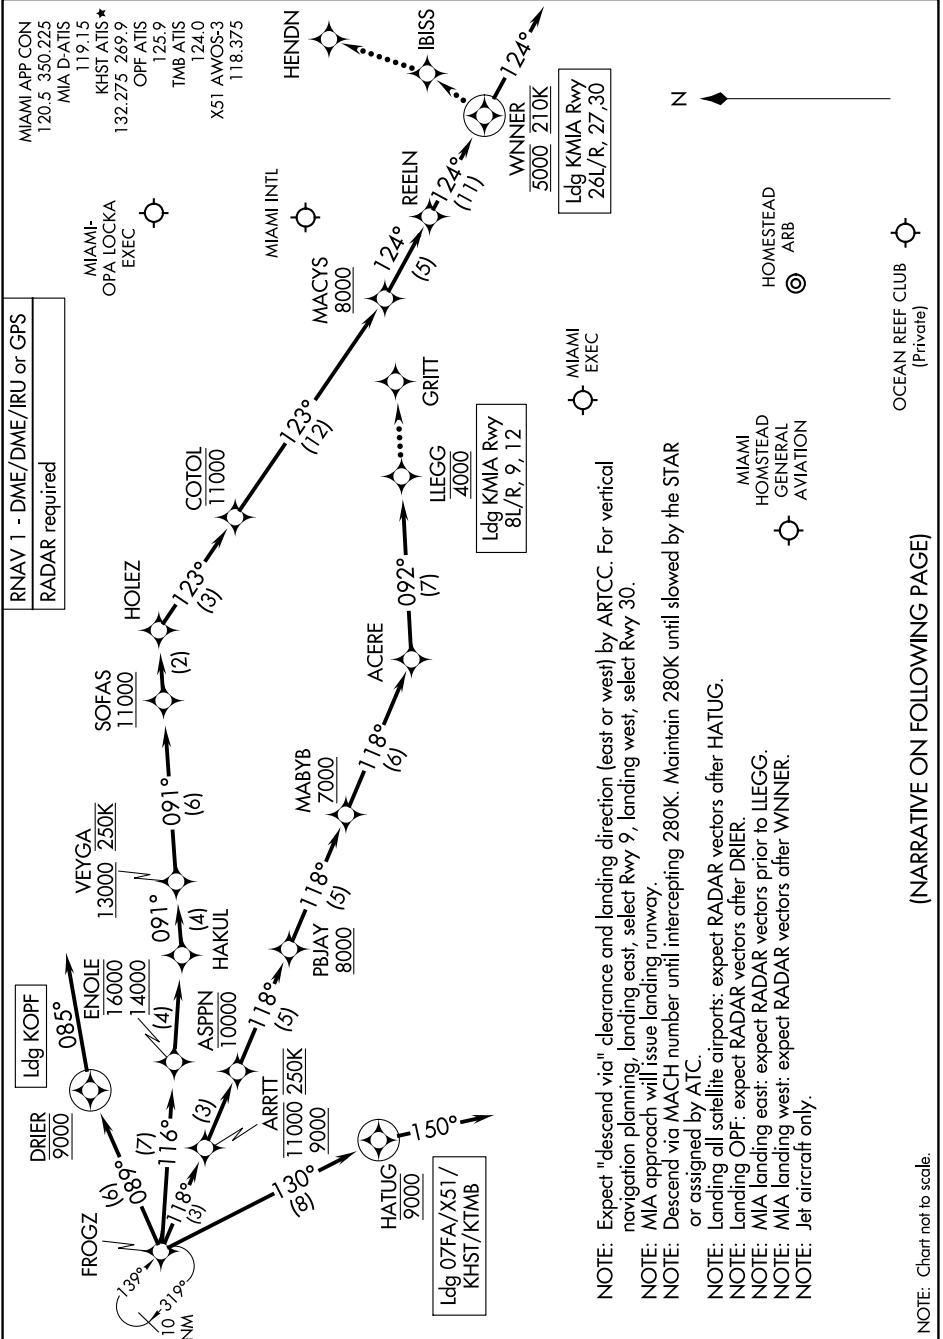 RNAV 1 - DME/DME/IRU or GPS
RADAR required
MIAMI APP CON
120.5 350.225
MIA D-ATIS
119.15
KHST ATIS★
132.275 269.9
OPF ATIS
125.9
TMB ATIS
124.0
X51 AWOS-3
118.375
Ldg KOPF
085°
DRIER
9000
089°
(6)
FROGZ
139°
319°
10 NM
ENOLE
16000
14000
116°
(7)
(4)
HAKUL
091°
(4)
VEYGA
13000 250K
091°
(6)
SOFAS
11000
(2)
HOLEZ
123°
(3)
COTOL
11000
123°
(12)
MACYS
8000
124°
(5)
REELN
124°
(11)
WNNER
5000 210K
Ldg KMIA Rwy
26L/R, 27,30
124°
IBISS
HENDN
MIAMI-
OPA LOCKA
EXEC
MIAMI INTL
118°
(3)
ARRTT
11000 250K
9000
(3)
ASPPN
10000
118°
(5)
PBJAY
8000
118°
(5)
MABYB
7000
118°
(6)
ACERE
092°
(7)
LLEGG
4000
Ldg KMIA Rwy
8L/R, 9, 12
GRITT
130°
(8)
HATUG
9000
150°
Ldg 07FA/X51/
KHST/KTMB
MIAMI
EXEC
N
HOMESTEAD
ARB
MIAMI
HOMSTEAD
GENERAL
AVIATION
OCEAN REEF CLUB
(Private)
NOTE: Expect "descend via" clearance and landing direction (east or west) by ARTCC. For vertical
navigation planning, landing east, select Rwy 9, landing west, select Rwy 30.
NOTE: MIA approach will issue landing runway.
NOTE: Descend via MACH number until intercepting 280K. Maintain 280K until slowed by the STAR
or assigned by ATC.
NOTE: Landing all satellite airports: expect RADAR vectors after HATUG.
NOTE: Landing OPF: expect RADAR vectors after DRIER.
NOTE: MIA landing east: expect RADAR vectors prior to LLEGG.
NOTE: MIA landing west: expect RADAR vectors after WNNER.
NOTE: Jet aircraft only.
(NARRATIVE ON FOLLOWING PAGE)
NOTE: Chart not to scale.